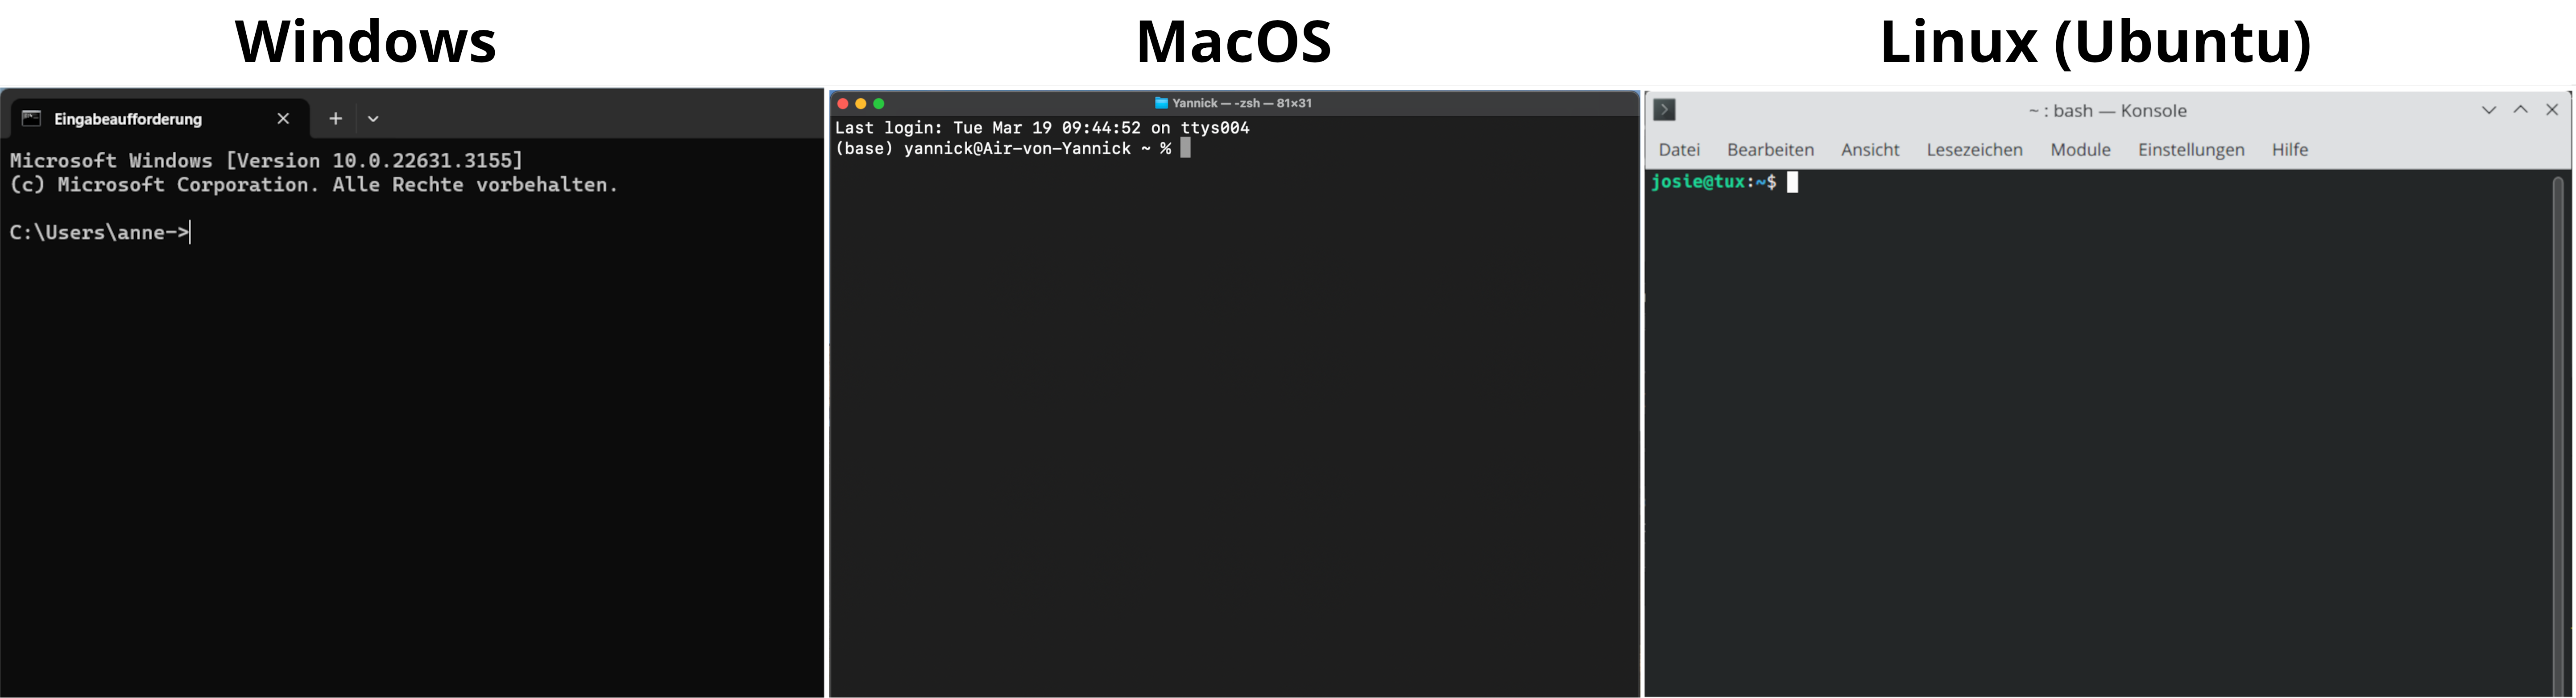 Windows
Eingabeaufforderung
Microsoft Windows [Version 10.0.22631.3155]
(c) Microsoft Corporation. Alle Rechte vorbehalten.
C:\Users\anne->
MacOS
Yannick — -zsh — 81×31
Last login: Tue Mar 19 09:44:52 on ttys004
(base) yannick@Air-von-Yannick ~ %
Linux (Ubuntu)
~ : bash — Konsole
Datei Bearbeiten Ansicht Lesezeichen Module Einstellungen Hilfe
josie@tux:~$